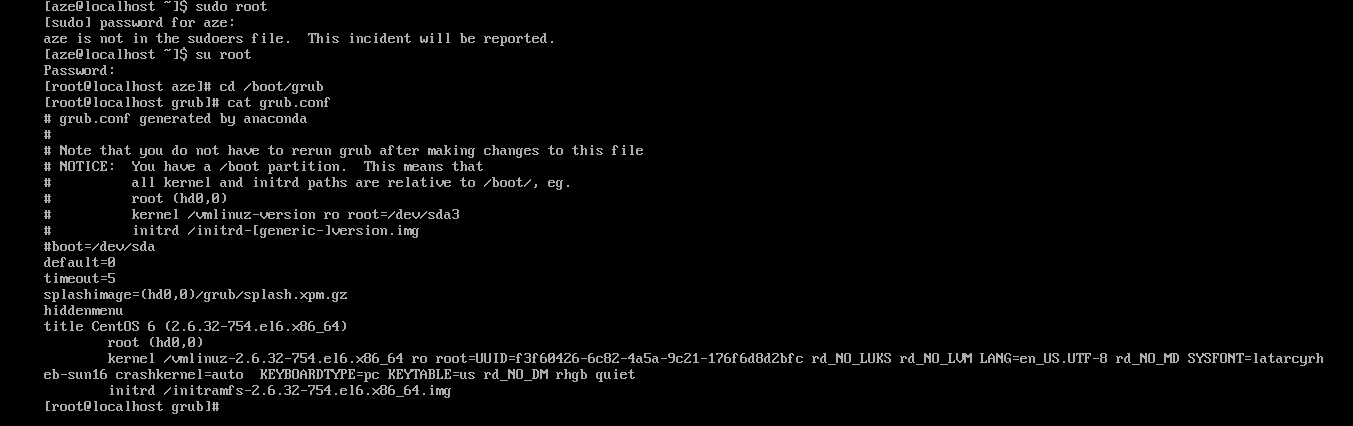 [aze@localhost ~]$ sudo root
[sudo] password for aze:
aze is not in the sudoers file.  This incident will be reported.
[aze@localhost ~]$ su root
Password:
[root@localhost aze]# cd /boot/grub
[root@localhost grub]# cat grub.conf
# grub.conf generated by anaconda
#
# Note that you do not have to rerun grub after making changes to this file
# NOTICE:  You have a /boot partition.  This means that
#          all kernel and initrd paths are relative to /boot/, eg.
#          root (hd0,0)
#          kernel /vmlinuz-version ro root=/dev/sda3
#          initrd /initrd-[generic-]version.img
#boot=/dev/sda
default=0
timeout=5
splashimage=(hd0,0)/grub/splash.xpm.gz
hiddenmenu
title CentOS 6 (2.6.32-754.el6.x86_64)
        root (hd0,0)
        kernel /vmlinuz-2.6.32-754.el6.x86_64 ro root=UUID=f3f60426-6c82-4a5a-9c21-176f6d8d2bfc rd_NO_LUKS rd_NO_LVM LANG=en_US.UTF-8 rd_NO_MD SYSFONT=latarcyrh
eb-sun16 crashkernel=auto  KEYBOARDTYPE=pc KEYTABLE=us rd_NO_DM rhgb quiet
        initrd /initramfs-2.6.32-754.el6.x86_64.img
[root@localhost grub]#